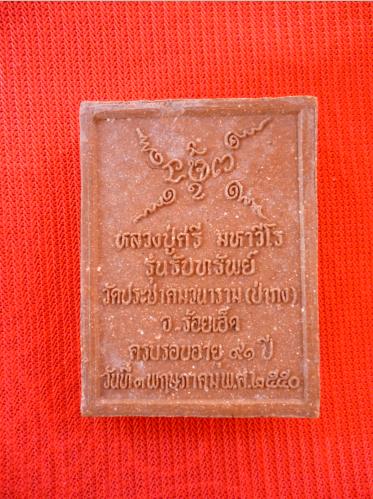 หลวงปู่ศรี มหาวีโร
รุ่นรับทรัพย์
วัดประชาคมวนาราม (ป่ากุง)
จ.ร้อยเอ็ด
ครบรอบอายุ ๙๑ ปี
วันที่ ๓ พฤษภาคม พ.ศ. ๒๕๕๐